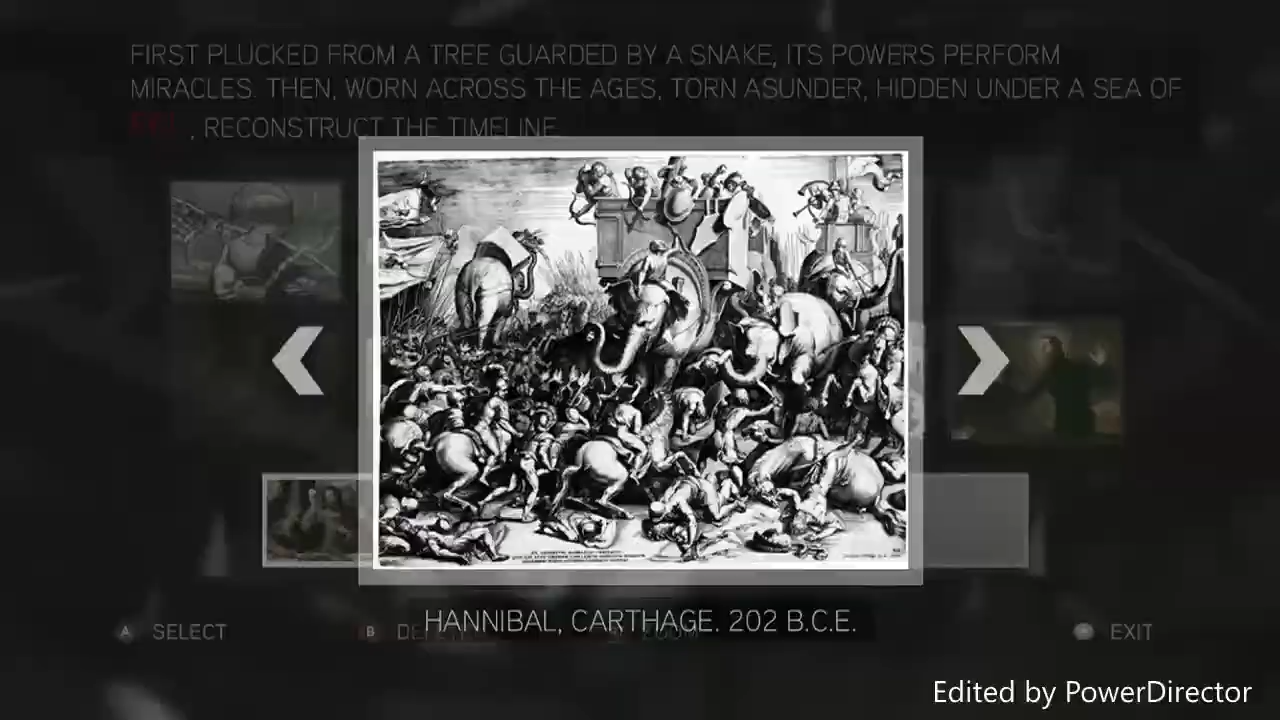 FIRST PLUCKED FROM A TREE GUARDED BY A SNAKE, ITS POWERS PERFORM
MIRACLES. THEN, WORN ACROSS THE AGES, TORN ASUNDER, HIDDEN UNDER A SEA OF
, RECONSTRUCT THE TIMELINE.
HANNIBAL, CARTHAGE. 202 B.C.E.
A SELECT
B
EXIT
Edited by PowerDirector